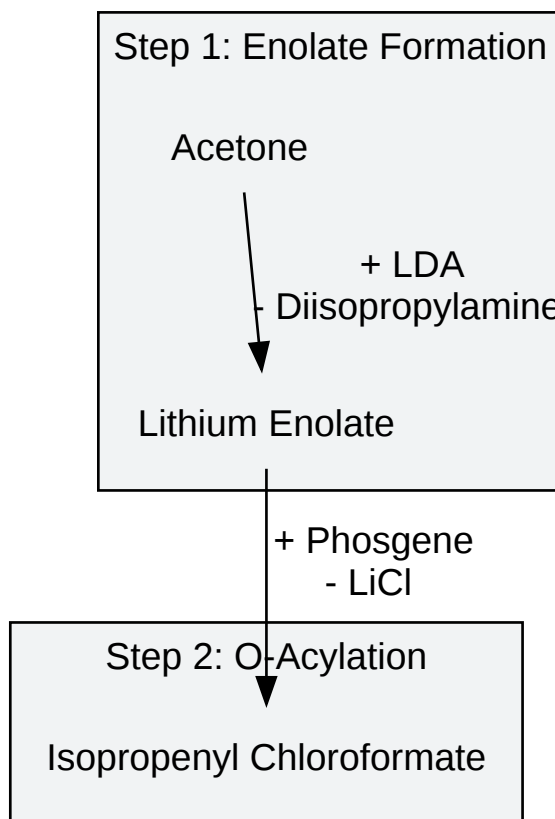 Step 1: Enolate Formation
Acetone
+ LDA
- Diisopropylamine
Lithium Enolate
+ Phosgene
- LiCl
Step 2: O-Acylation
Isopropenyl Chloroformate